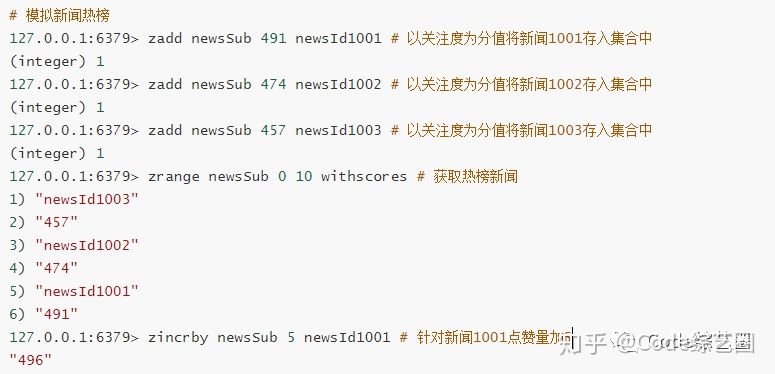 # 模拟新闻热榜
127.0.0.1:6379> zadd newsSub 491 newsId1001 # 以关注度为分值将新闻1001存入集合中
(integer) 1
127.0.0.1:6379> zadd newsSub 474 newsId1002 # 以关注度为分值将新闻1002存入集合中
(integer) 1
127.0.0.1:6379> zadd newsSub 457 newsId1003 # 以关注度为分值将新闻1003存入集合中
(integer) 1
127.0.0.1:6379> zrange newsSub 0 10 withscores # 获取热榜新闻
1) "newsId1003"
2) "457"
3) "newsId1002"
4) "474"
5) "newsId1001"
6) "491"
127.0.0.1:6379> zincrby newsSub 5 newsId1001 # 针对新闻1001点赞量加
"496"
知乎 @Code综艺圈